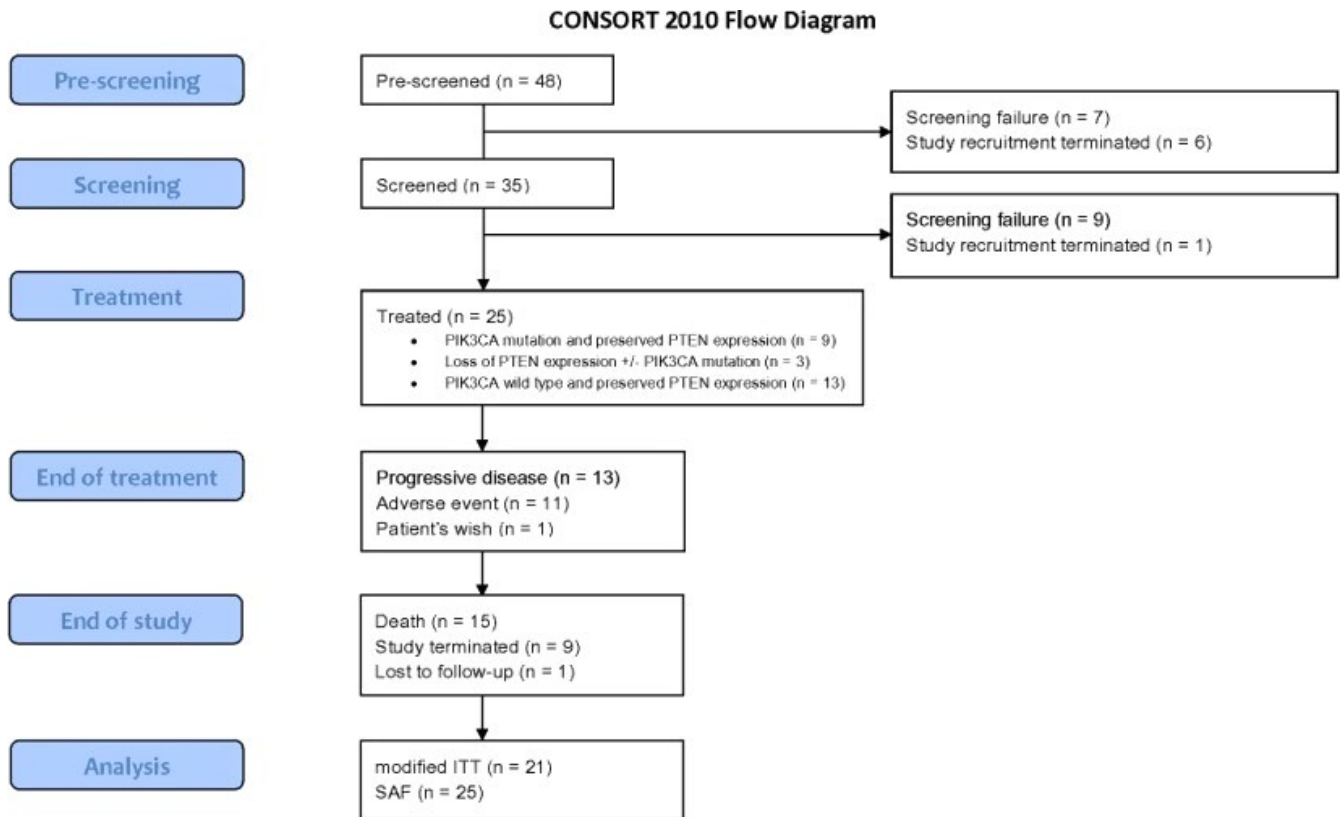 CONSORT 2010 Flow Diagram
Pre-screening
Pre-screened (n = 48)
Screening failure (n = 7)
Study recruitment terminated (n = 6)
Screening
Screened (n = 35)
Screening failure (n = 9)
Study recruitment terminated (n = 1)
Treatment
Treated (n = 25)
• PIK3CA mutation and preserved PTEN expression (n = 9)
• Loss of PTEN expression +/- PIK3CA mutation (n = 3)
• PIK3CA wild type and preserved PTEN expression (n = 13)
End of treatment
Progressive disease (n = 13)
Adverse event (n = 11)
Patient's wish (n = 1)
End of study
Death (n = 15)
Study terminated (n = 9)
Lost to follow-up (n = 1)
Analysis
modified ITT (n = 21)
SAF (n = 25)